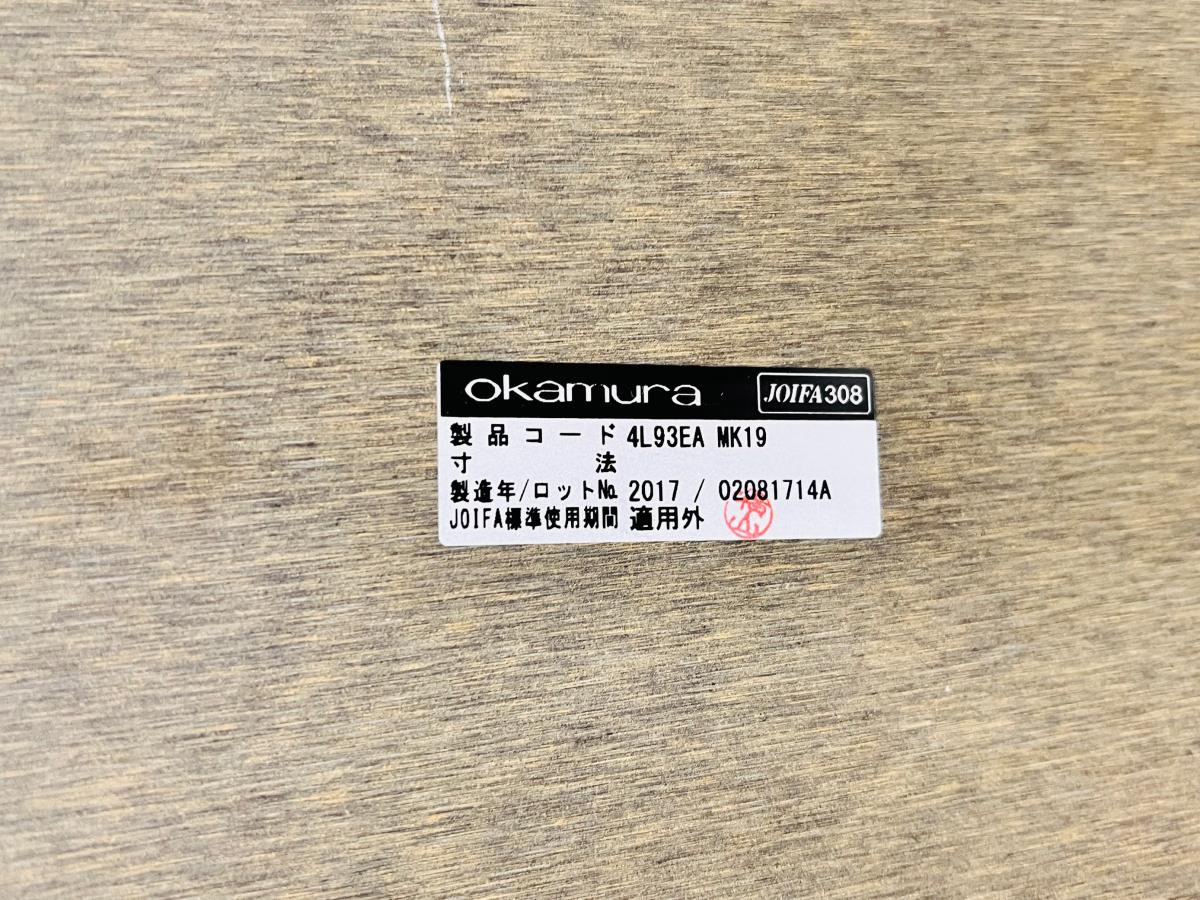 okamura JOIFA308
製品コード 4L93EA MK19
寸法
製造年/ロット№ 2017 / 02081714A
JOIFA標準使用期間 適用外